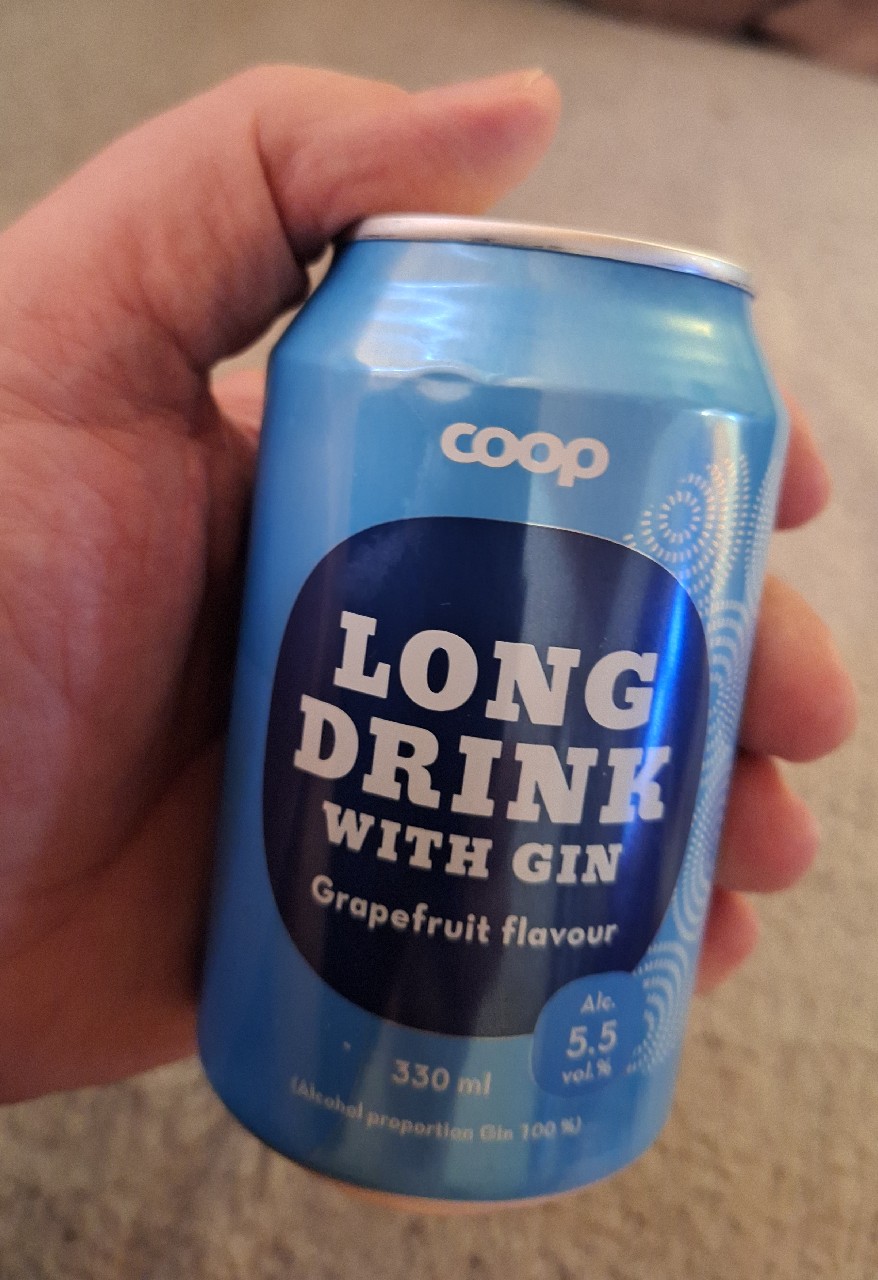 coop
LONG
DRINK
WITH GIN
Grapefruit flavour
Alc.
5.5
vol.%
330 ml
(Alcohol proportion Gin 100 %)